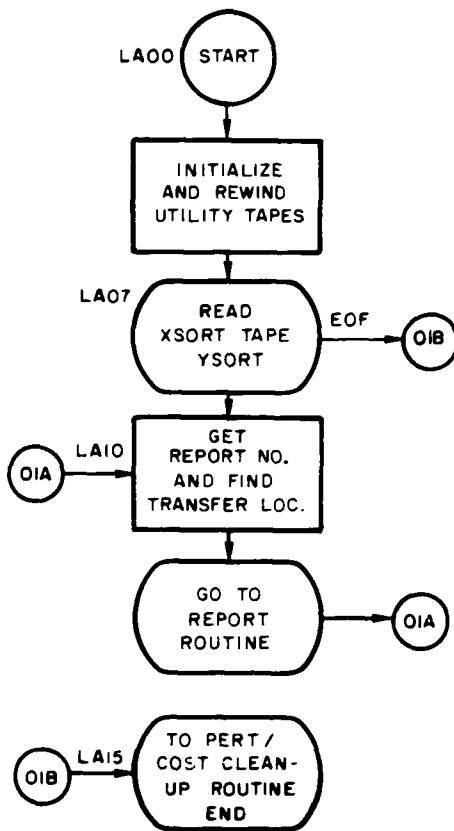 LA00 START
INITIALIZE
AND REWIND
UTILITY TAPES
LA07
READ
XSORT TAPE
YSORT
EOF
01B
GET
REPORT NO.
AND FIND
TRANSFER LOC.
LA10
01A
GO TO
REPORT
ROUTINE
01A
TO PERT/
COST CLEAN-
UP ROUTINE
END
LA15
01B